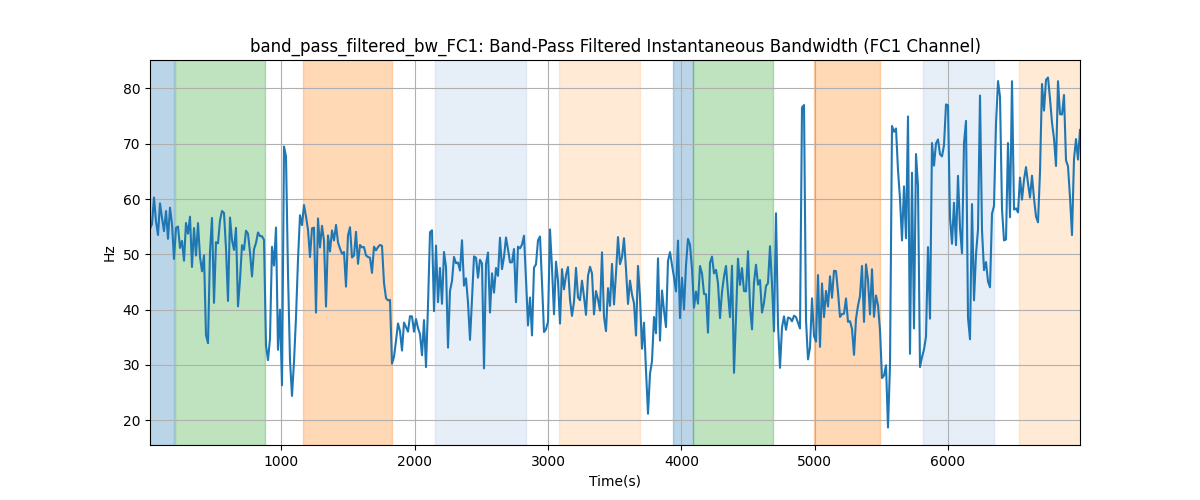 band_pass_filtered_bw_FC1: Band-Pass Filtered Instantaneous Bandwidth (FC1 Channel)
80
70
60
50
40
30
20
Hz
1000 2000 3000 4000 5000 6000
Time(s)